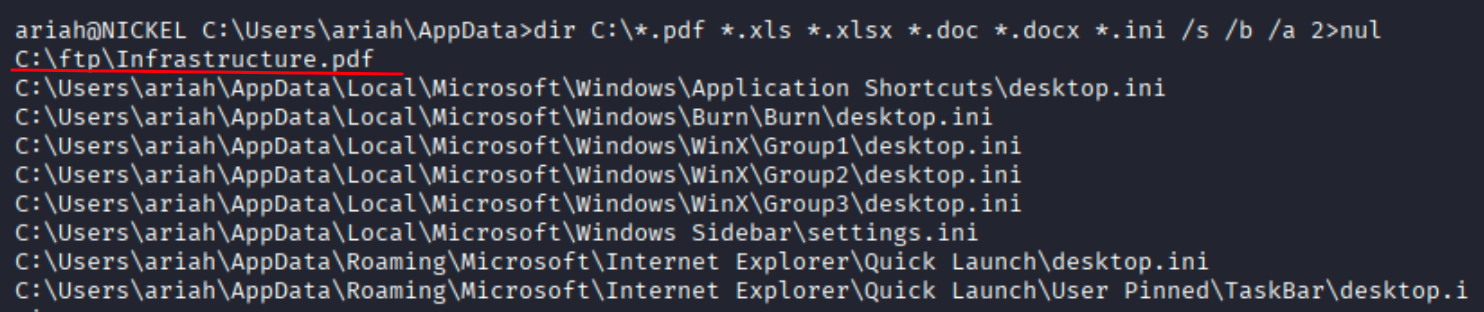 ariah@NICKEL C:\Users\ariah\AppData>dir C:\*.pdf *.xls *.xlsx *.doc *.docx *.ini /s /b /a 2>nul
C:\ftp\Infrastructure.pdf
C:\Users\ariah\AppData\Local\Microsoft\Windows\Application Shortcuts\desktop.ini
C:\Users\ariah\AppData\Local\Microsoft\Windows\Burn\Burn\desktop.ini
C:\Users\ariah\AppData\Local\Microsoft\Windows\WinX\Group1\desktop.ini
C:\Users\ariah\AppData\Local\Microsoft\Windows\WinX\Group2\desktop.ini
C:\Users\ariah\AppData\Local\Microsoft\Windows\WinX\Group3\desktop.ini
C:\Users\ariah\AppData\Local\Microsoft\Windows Sidebar\settings.ini
C:\Users\ariah\AppData\Roaming\Microsoft\Internet Explorer\Quick Launch\desktop.ini
C:\Users\ariah\AppData\Roaming\Microsoft\Internet Explorer\Quick Launch\User Pinned\TaskBar\desktop.i